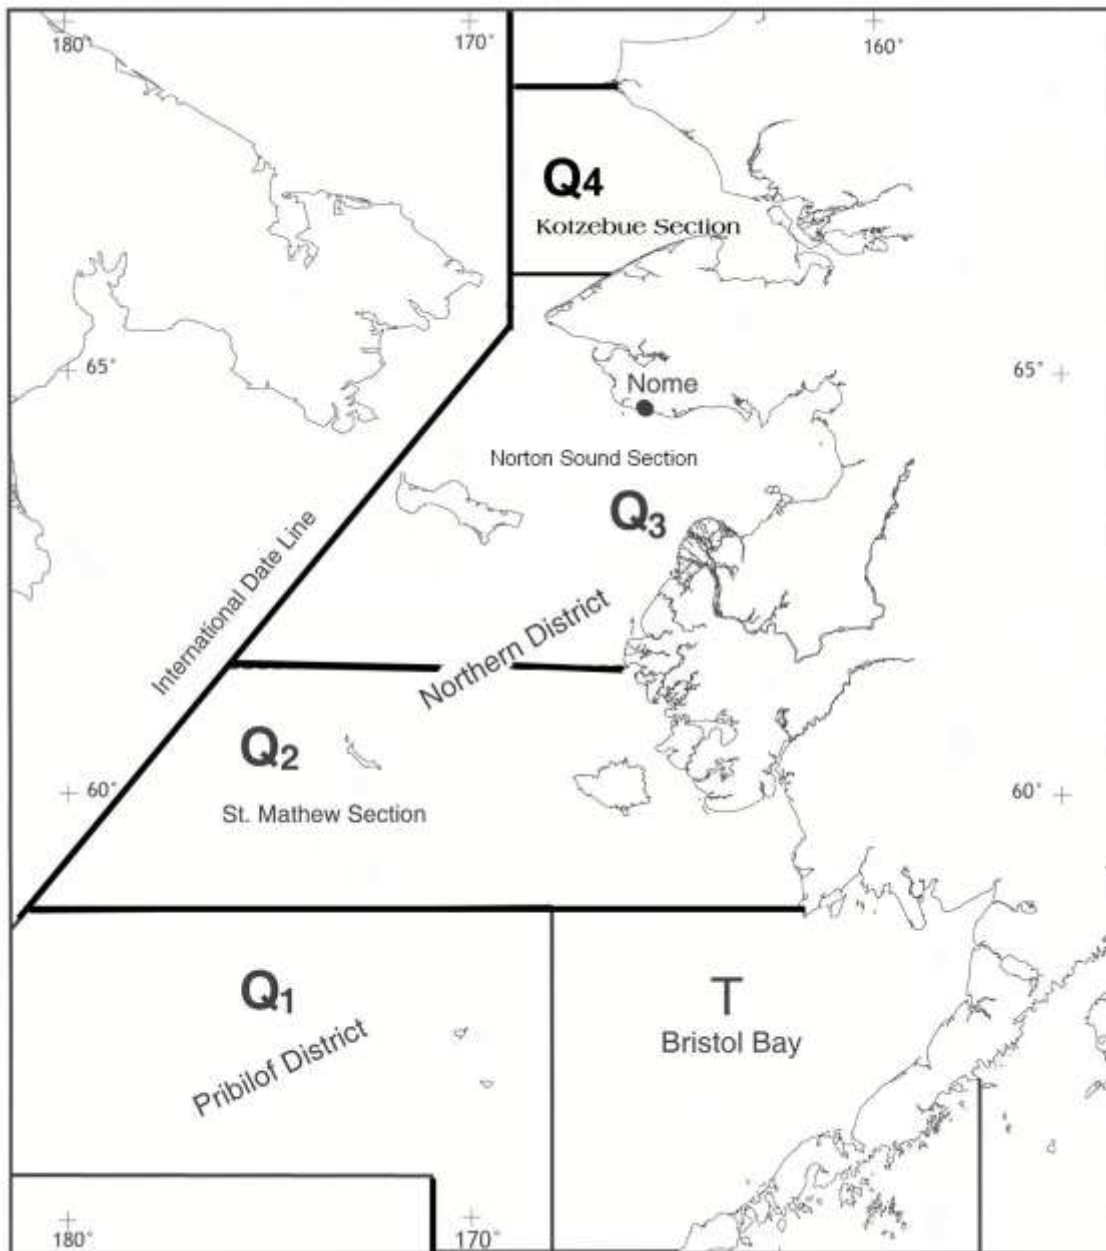 180°
170°
160°
Q4
Kotzebue Section
65°
65°
Nome
Norton Sound Section
Q3
International Date Line
Northern District
Q2
60°
60°
St. Mathew Section
Q1
T
Pribilof District
Bristol Bay
180°
170°